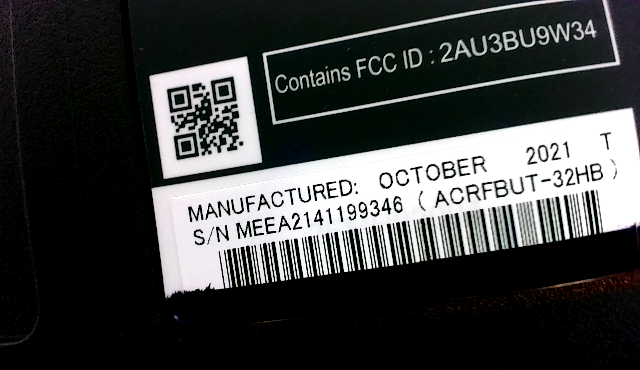 Contains FCC ID : 2AU3BU9W34
MANUFACTURED: OCTOBER 2021 T
S/N MEEA2141199346 ( ACRFBUT-32HB )